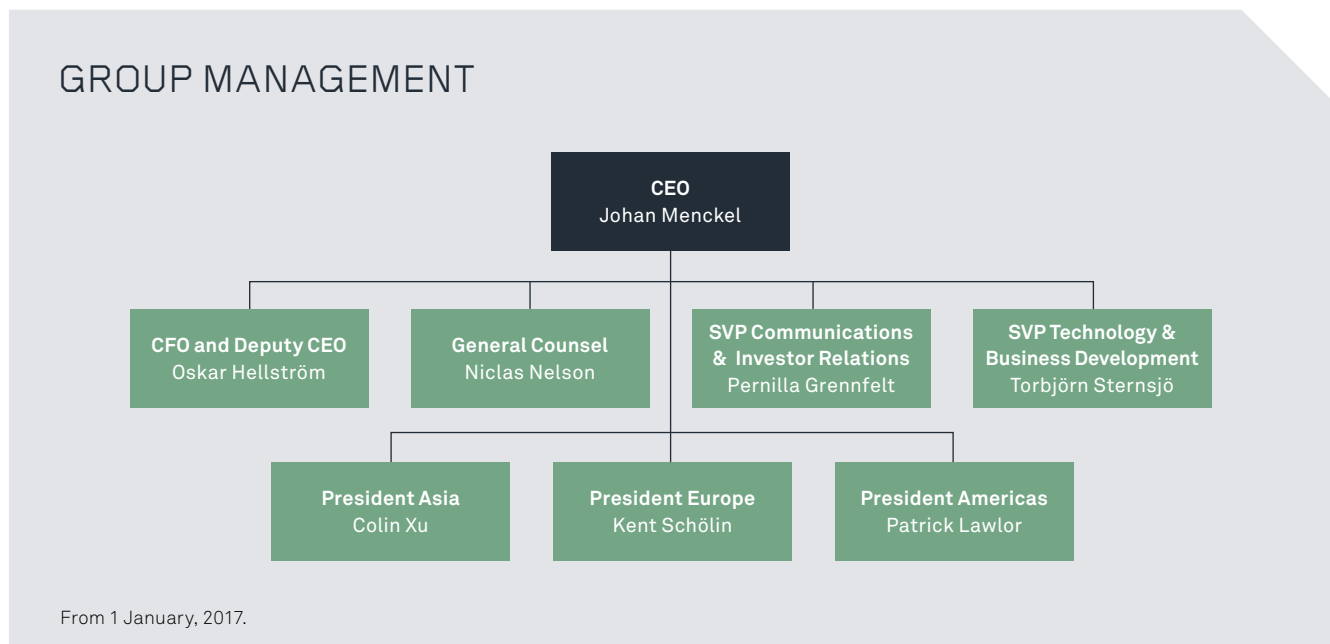 GROUP MANAGEMENT
CEO
Johan Menckel
CFO and Deputy CEO
Oskar Hellström
General Counsel
Niclas Nelson
SVP Communications
& Investor Relations
Pernilla Grennfelt
SVP Technology &
Business Development
Torbjörn Sternsjö
President Asia
Colin Xu
President Europe
Kent Schölin
President Americas
Patrick Lawlor
From 1 January, 2017.